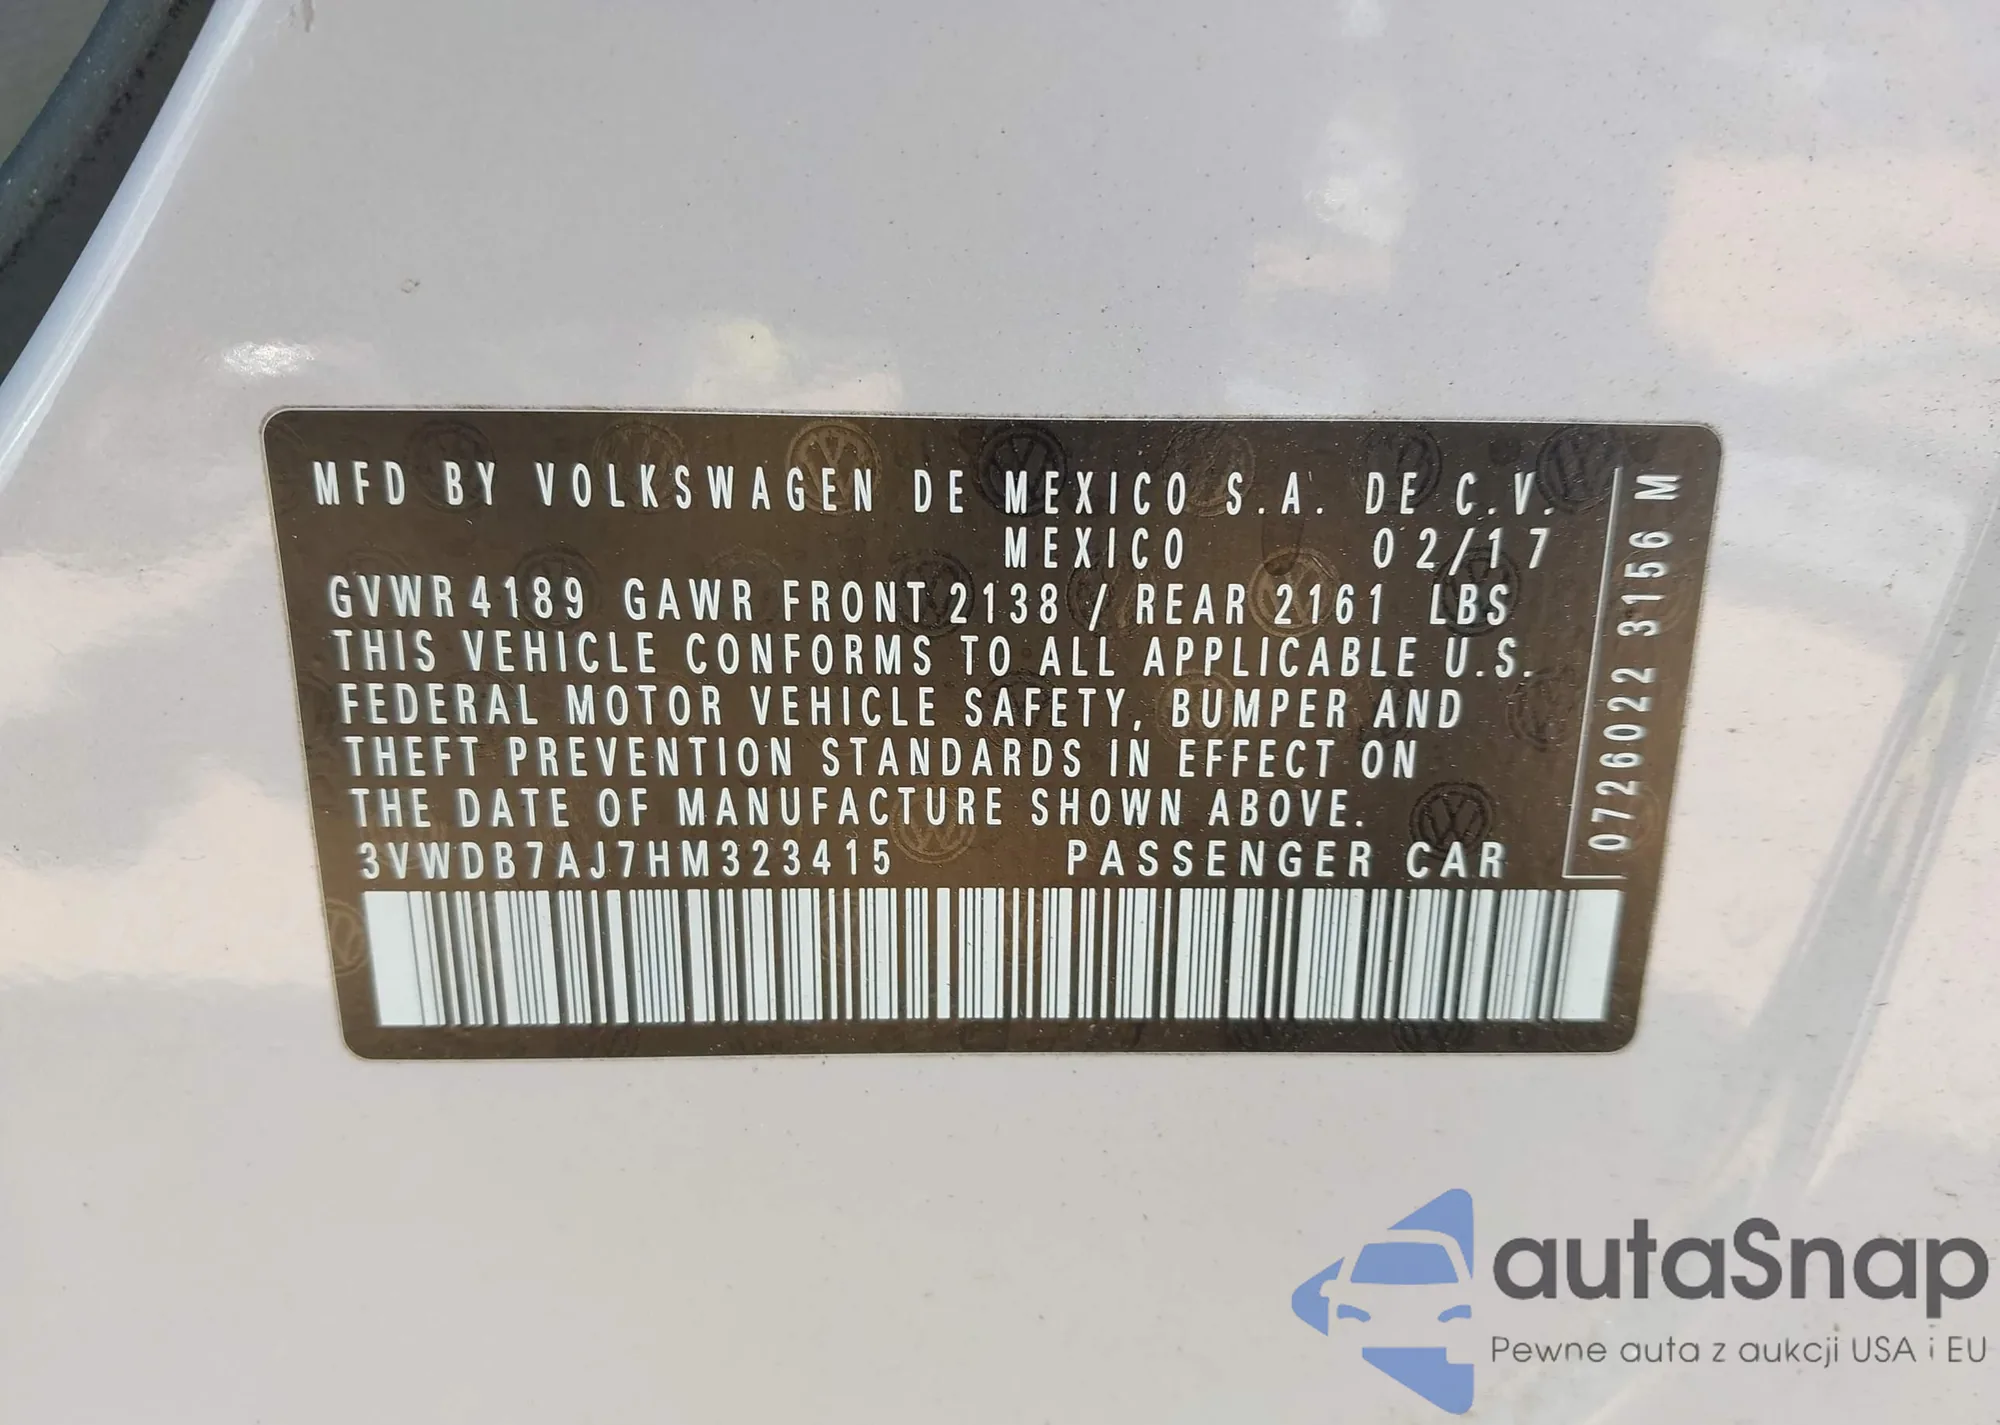 MFD BY VOLKSWAGEN DE MEXICO S.A. DE C.V.
MEXICO 02/17
GVWR 4189 GAWR FRONT 2138 / REAR 2161 LBS
THIS VEHICLE CONFORMS TO ALL APPLICABLE U.S.
FEDERAL MOTOR VEHICLE SAFETY, BUMPER AND
THEFT PREVENTION STANDARDS IN EFFECT ON
THE DATE OF MANUFACTURE SHOWN ABOVE.
3VWDB7AJ7HM323415 PASSENGER CAR
0726022 3156 M
autaSnap
Pewne auta z aukcji USA i EU